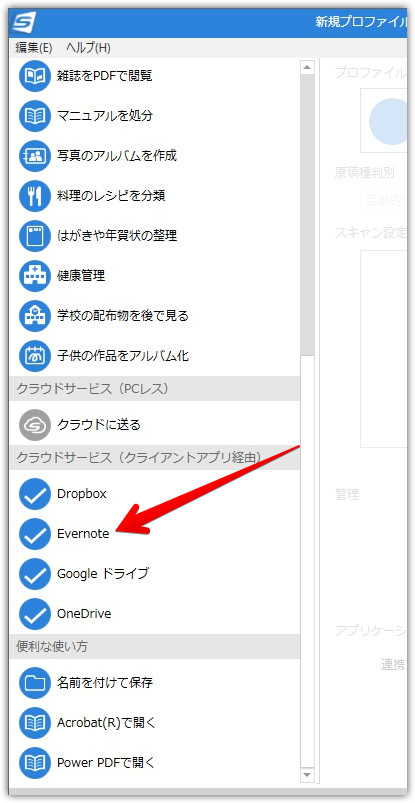 新規プロファイル
編集(E) ヘルプ(H)
雑誌をPDFで閲覧
マニュアルを処分
写真のアルバムを作成
料理のレシピを分類
はがきや年賀状の整理
健康管理
学校の配布物を後で見る
子供の作品をアルバム化
クラウドサービス（PCレス）
クラウドに送る
クラウドサービス（クライアントアプリ経由）
Dropbox
Evernote
Google ドライブ
OneDrive
便利な使い方
名前を付けて保存
Acrobat(R)で開く
Power PDFで開く
プロファイル
原稿種判別
自動的
スキャン設定
管理
アプリケーシ
連携